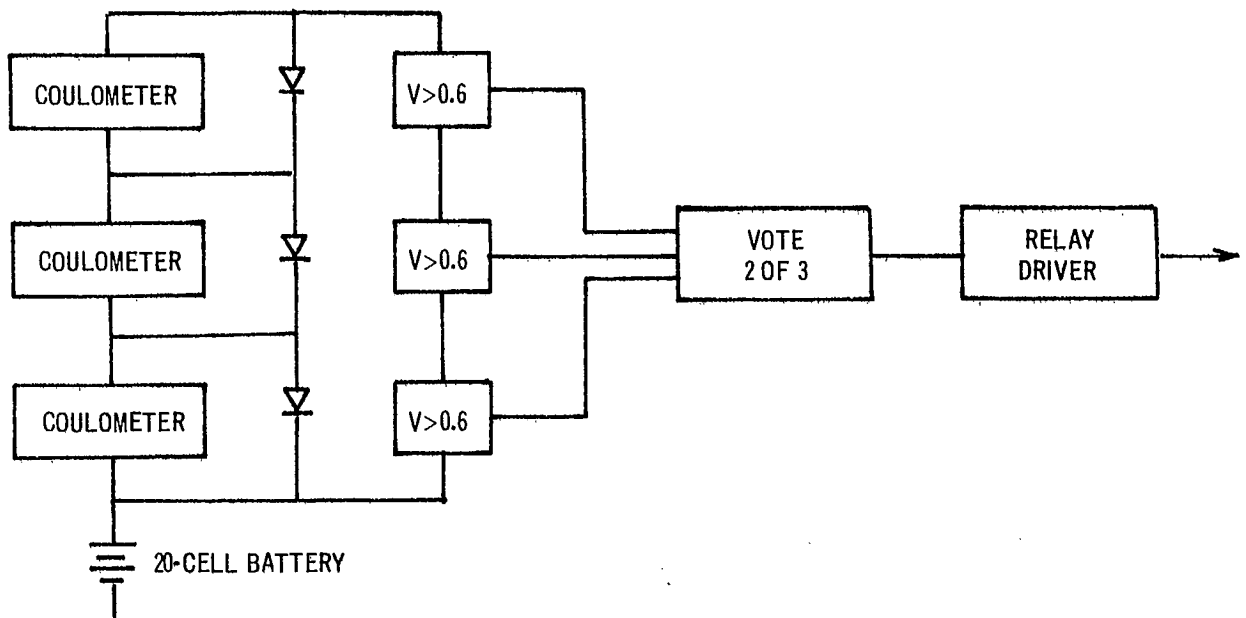 COULOMETER
V>0.6
COULOMETER
V>0.6
VOTE
2 OF 3
RELAY
DRIVER
COULOMETER
V>0.6
20-CELL BATTERY